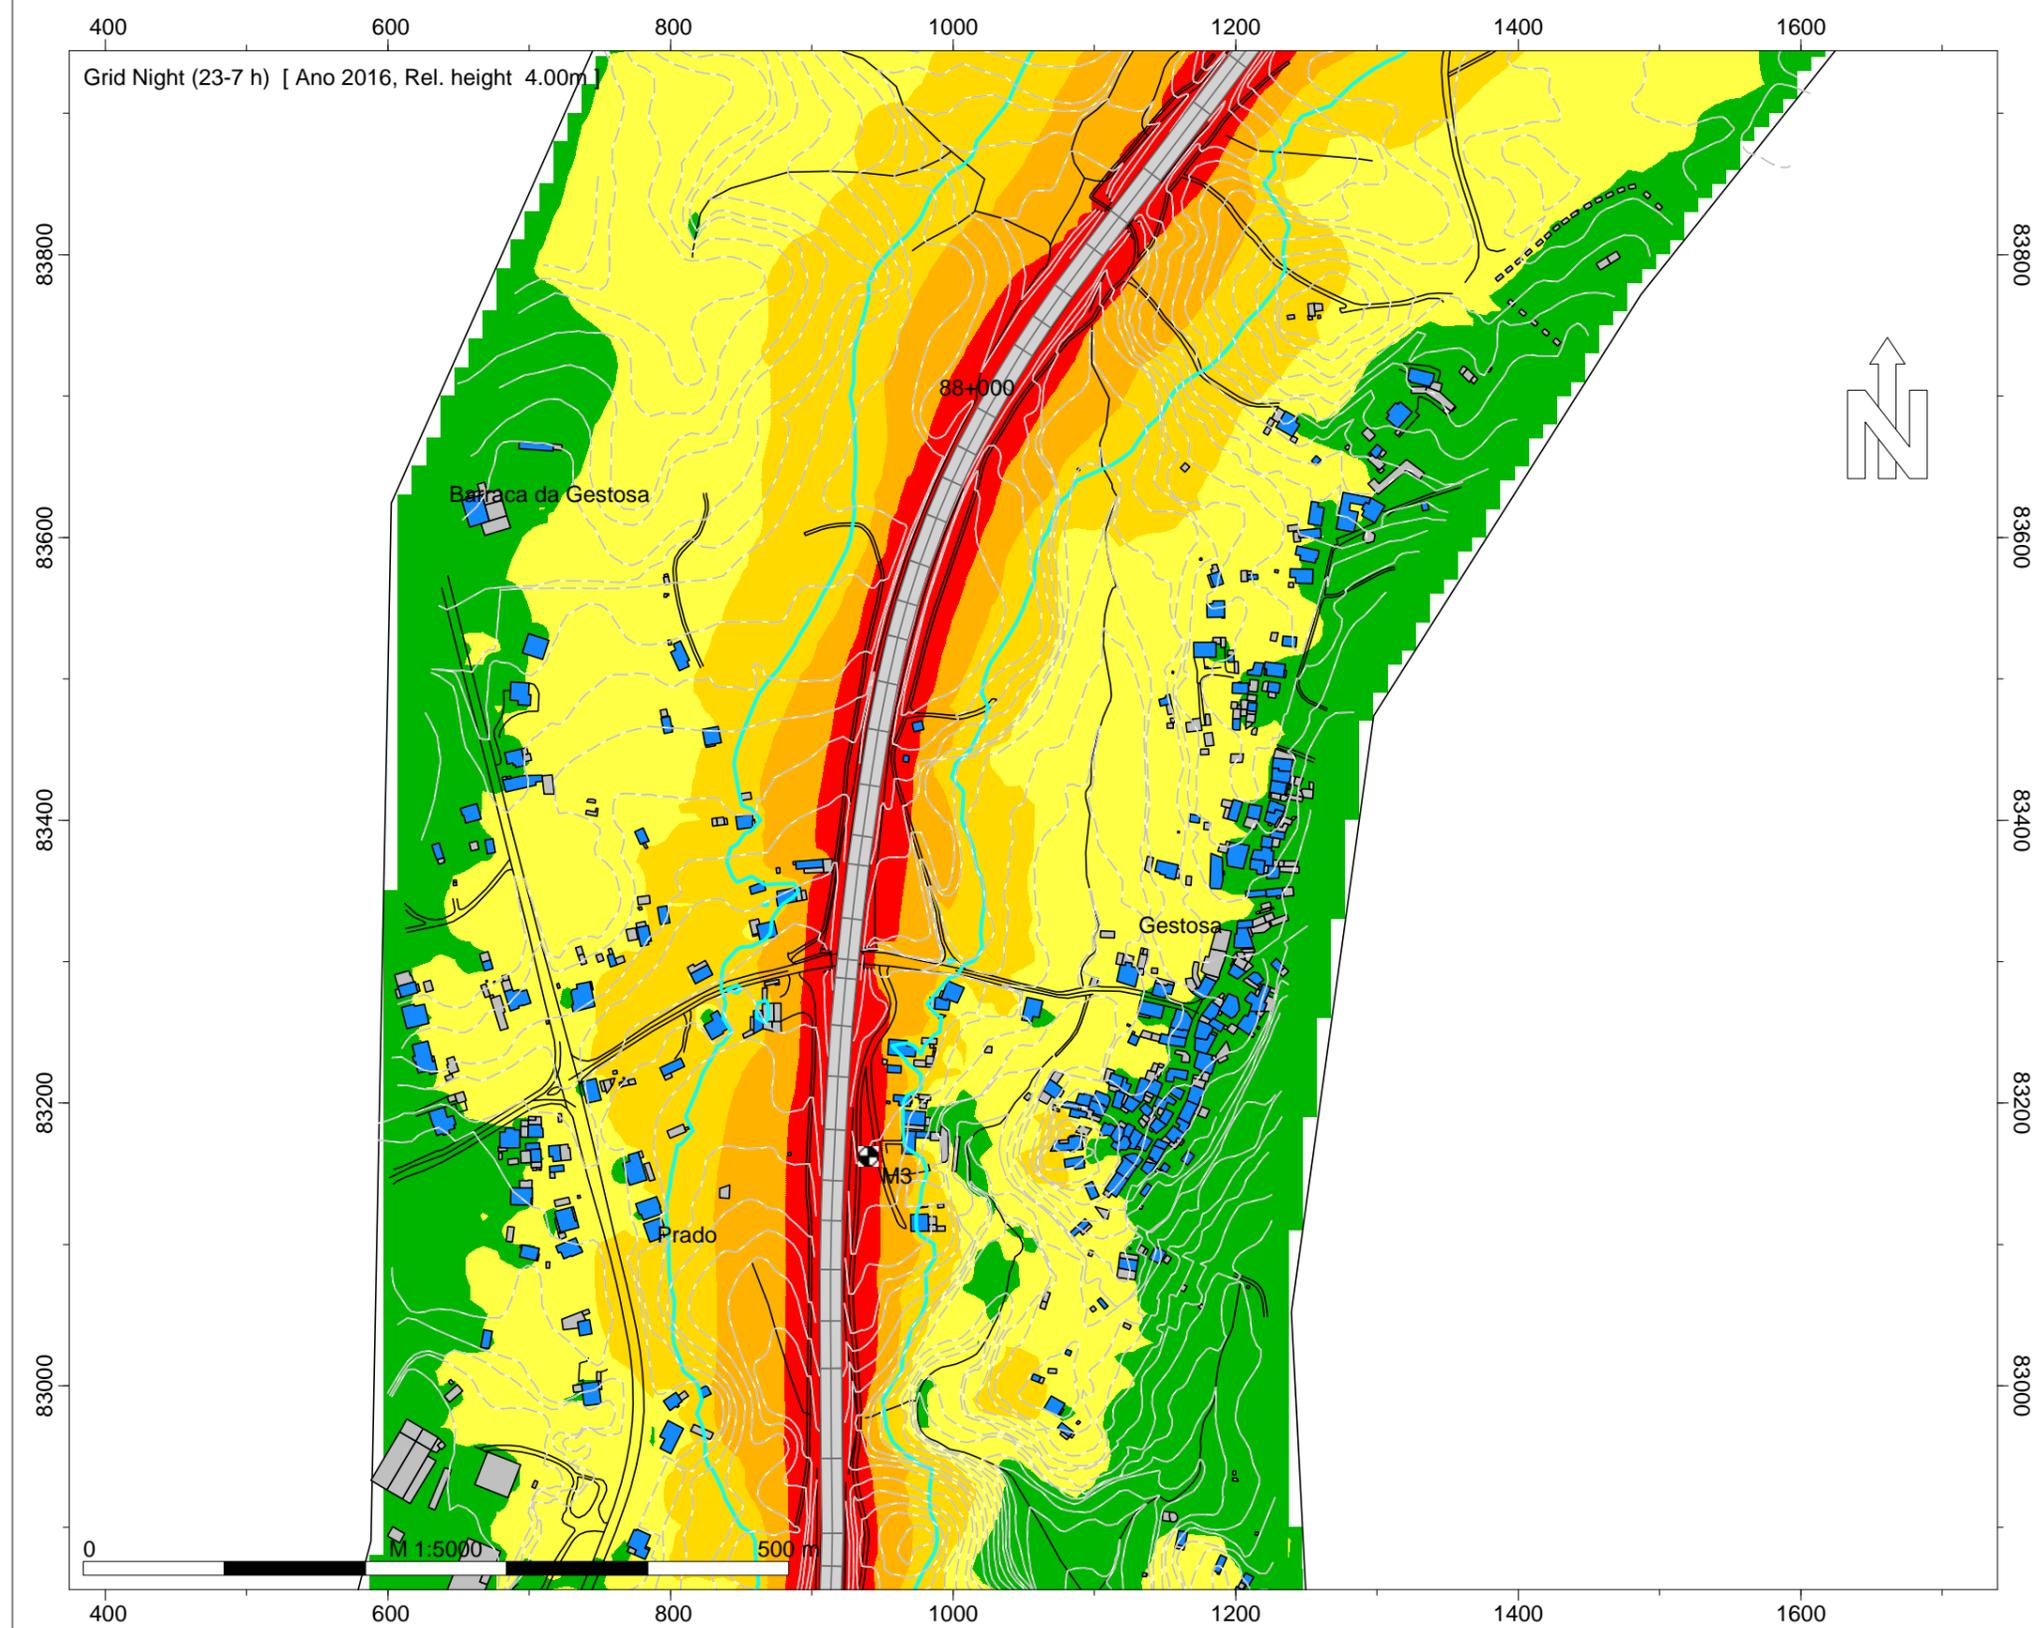 400 600 800 1000 1200 1400 1600
Grid Night (23-7 h) [ Ano 2016, Rel. height 4.00m ]
83800 83800
88+000
N
Barraca da Gestosa
83600 83600
83400 83400
Gestosa
83200 83200
M3
Prado
83000 83000
0 M 1:5000 500 m
400 600 800 1000 1200 1400 1600